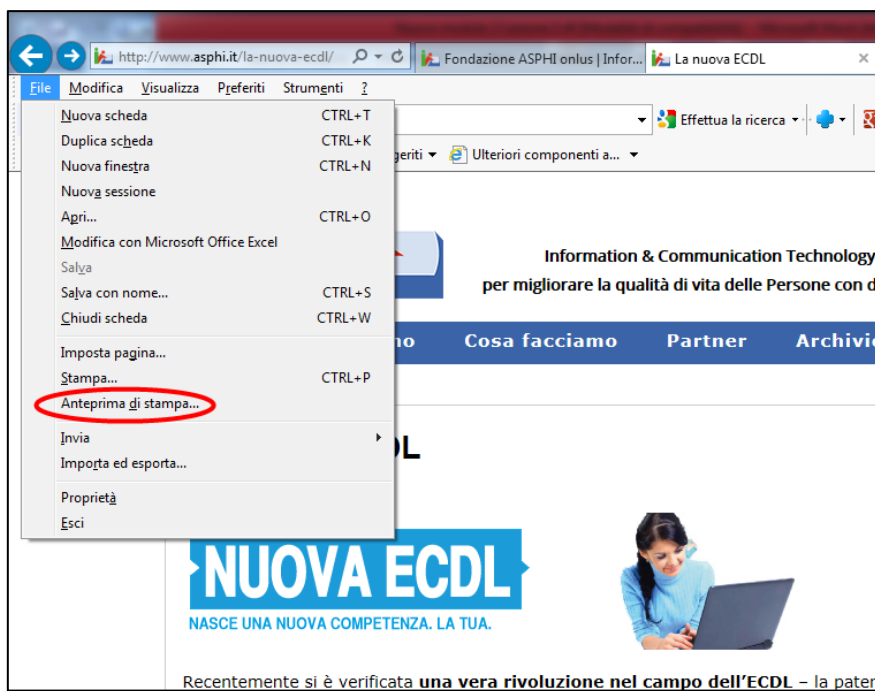 http://www.asphi.it/la-nuova-ecdl/
Fondazione ASPHI onlus | Infor...
La nuova ECDL
File Modifica Visualizza Preferiti Strumenti ?
Nuova scheda CTRL+T
Duplica scheda CTRL+K
Nuova finestra CTRL+N
Nuova sessione
Apri... CTRL+O
Modifica con Microsoft Office Excel
Salva
Salva con nome... CTRL+S
Chiudi scheda CTRL+W
Imposta pagina...
Stampa... CTRL+P
Anteprima di stampa...
Invia
Importa ed esporta...
Proprietà
Esci
Effettua la ricerca
geriti
Ulteriori componenti a...
Information & Communication Technology
per migliorare la qualità di vita delle Persone con d
no Cosa facciamo Partner Archivi
DL
NUOVA ECDL
NASCE UNA NUOVA COMPETENZA. LA TUA.
Recentemente si è verificata una vera rivoluzione nel campo dell'ECDL – la paten